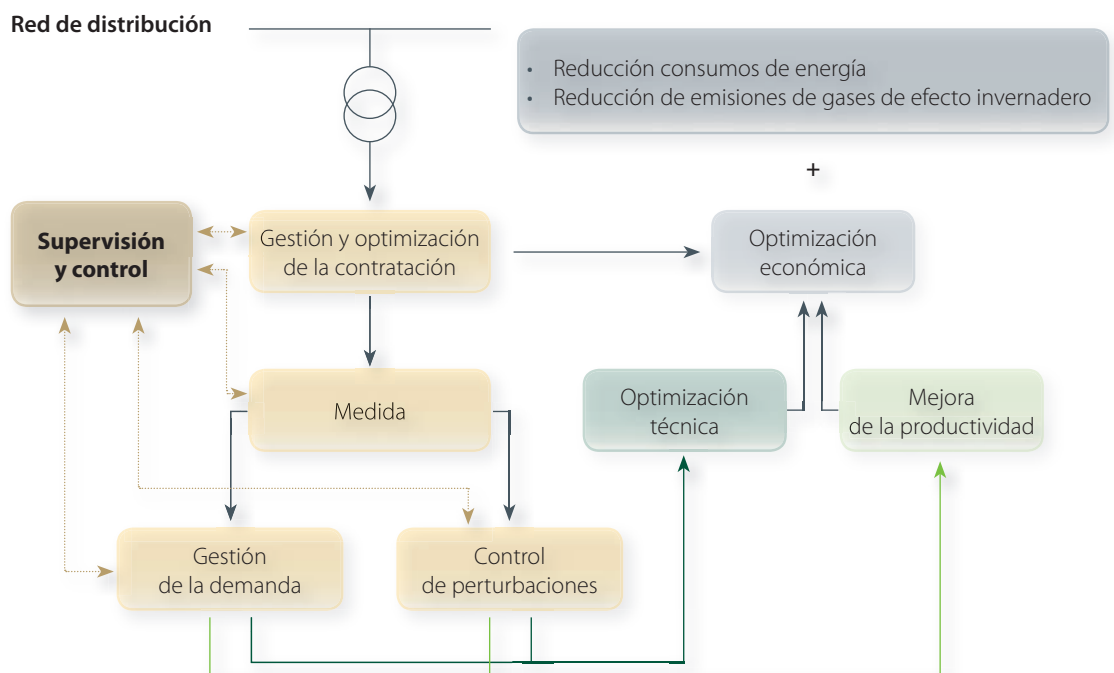 Red de distribución
• Reducción consumos de energía
• Reducción de emisiones de gases de efecto invernadero
+
Supervisión
y control
Gestión y optimización
de la contratación
Optimización
económica
Medida
Optimización
técnica
Mejora
de la productividad
Gestión
de la demanda
Control
de perturbaciones